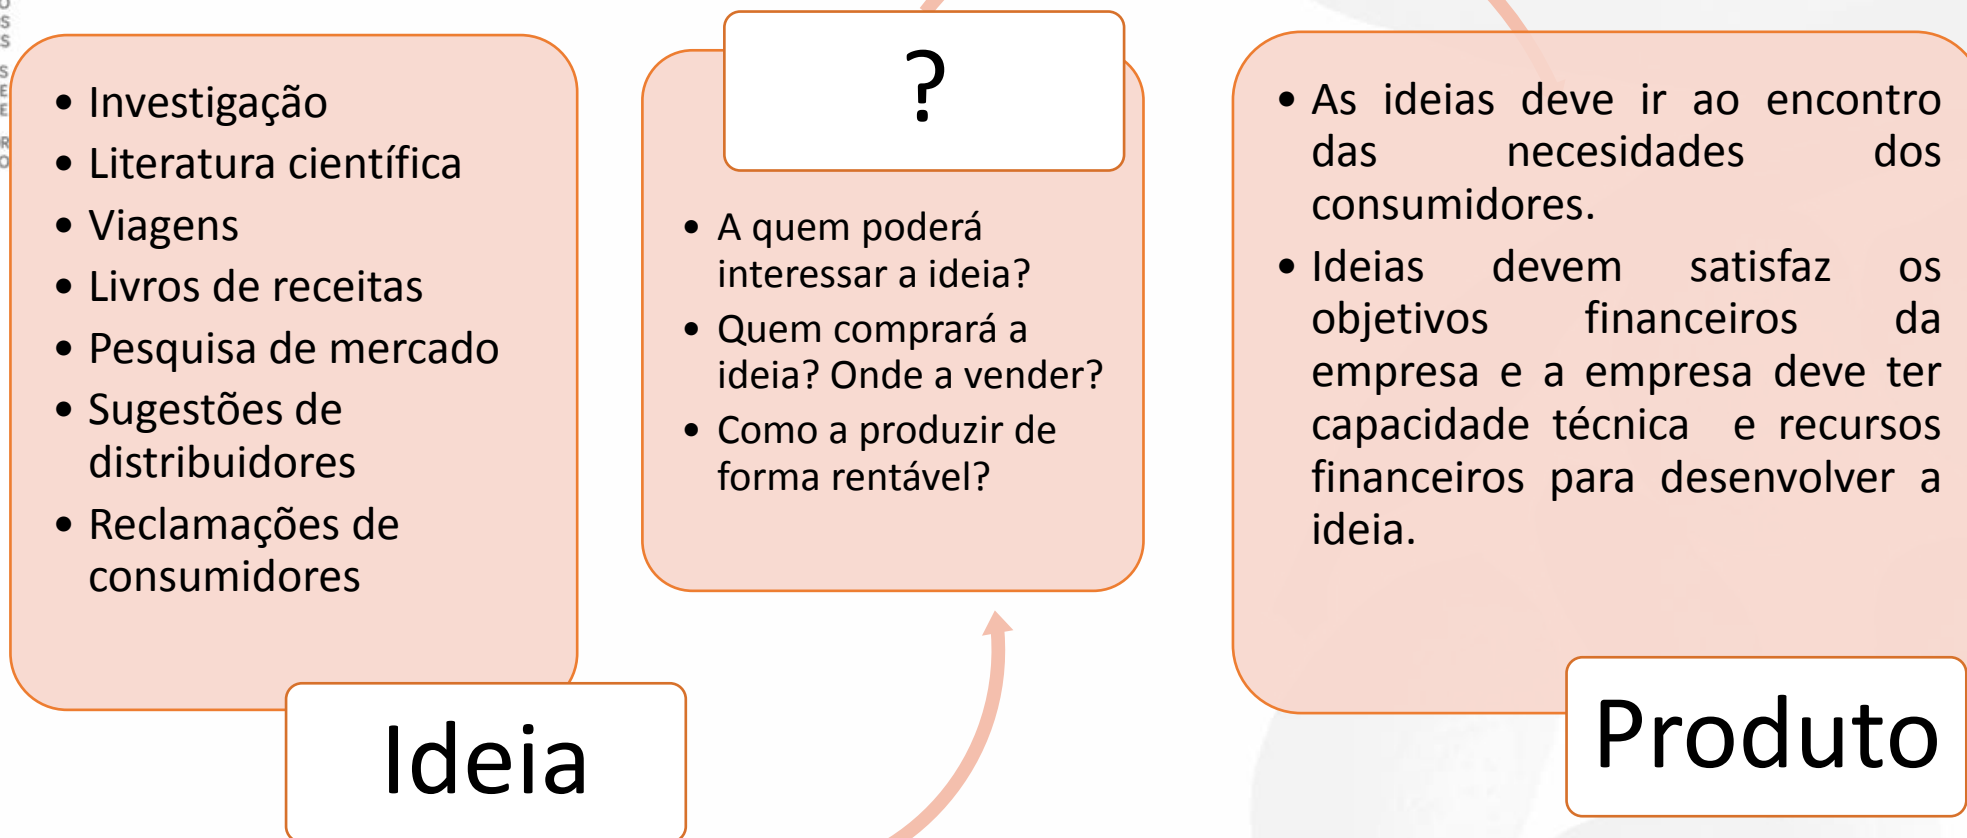 • Investigação
• Literatura científica
• Viagens
• Livros de receitas
• Pesquisa de mercado
• Sugestões de
distribuidores
• Reclamações de
consumidores
Ideia
?
• A quem poderá
interessar a ideia?
• Quem comprará a
ideia? Onde a vender?
• Como a produzir de
forma rentável?
• As ideias deve ir ao encontro
das necesidades dos
consumidores.
• Ideias devem satisfaz os
objetivos financeiros da
empresa e a empresa deve ter
capacidade técnica e recursos
financeiros para desenvolver a
ideia.
Produto